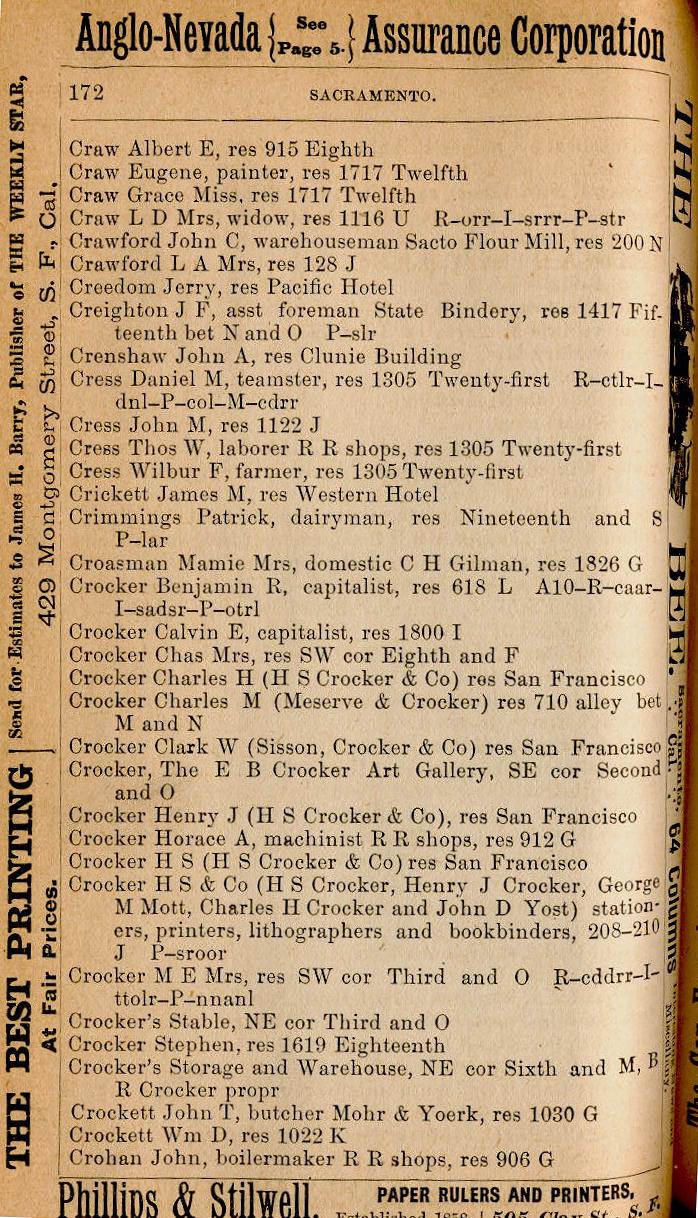 Anglo-Nevada { See Page 5. } Assurance Corporation
172 SACRAMENTO.
Craw Albert E, res 915 Eighth
Craw Eugene, painter, res 1717 Twelfth
Craw Grace Miss, res 1717 Twelfth
Craw L D Mrs, widow, res 1116 U R–orr–I–srrr–P–str
Crawford John C, warehouseman Sacto Flour Mill, res 200 N
Crawford L A Mrs, res 128 J
Creedom Jerry, res Pacific Hotel
Creighton J F, asst foreman State Bindery, res 1417 Fif-
teenth bet N and O P–slr
Crenshaw John A, res Clunie Building
Cress Daniel M, teamster, res 1305 Twenty-first R–ctlr–I–
dnl–P–col–M–cdrr
Cress John M, res 1122 J
Cress Thos W, laborer R R shops, res 1305 Twenty-first
Cress Wilbur F, farmer, res 1305 Twenty-first
Crickett James M, res Western Hotel
Crimmings Patrick, dairyman, res Nineteenth and S
P–lar
Croasman Mamie Mrs, domestic C H Gilman, res 1826 G
Crocker Benjamin R, capitalist, res 618 L A10–R–caar–
I–sadsr–P–otrl
Crocker Calvin E, capitalist, res 1800 I
Crocker Chas Mrs, res SW cor Eighth and F
Crocker Charles H (H S Crocker & Co) res San Francisco
Crocker Charles M (Meserve & Crocker) res 710 alley bet
M and N
Crocker Clark W (Sisson, Crocker & Co) res San Francisco
Crocker, The E B Crocker Art Gallery, SE cor Second
and O
Crocker Henry J (H S Crocker & Co), res San Francisco
Crocker Horace A, machinist R R shops, res 912 G
Crocker H S (H S Crocker & Co) res San Francisco
Crocker H S & Co (H S Crocker, Henry J Crocker, George
M Mott, Charles H Crocker and John D Yost) station-
ers, printers, lithographers and bookbinders, 208–210
J P–sroor
Crocker M E Mrs, res SW cor Third and O R–cddrr–I–
ttolr–P–nnanl
Crocker's Stable, NE cor Third and O
Crocker Stephen, res 1619 Eighteenth
Crocker's Storage and Warehouse, NE cor Sixth and M, B
R Crocker propr
Crockett John T, butcher Mohr & Yoerk, res 1030 G
Crockett Wm D, res 1022 K
Crohan John, boilermaker R R shops, res 906 G
Phillips & Stilwell. PAPER RULERS AND PRINTERS,
Established 1858 | 505 Clay St., S. F.
THE BEST PRINTING | Send for Estimates to James H. Barry, Publisher of THE WEEKLY STAR,
At Fair Prices. | 429 Montgomery Street, S. F., Cal.
THE BEE.
Sacramento, Cal.
64 Columns
Miscellany.